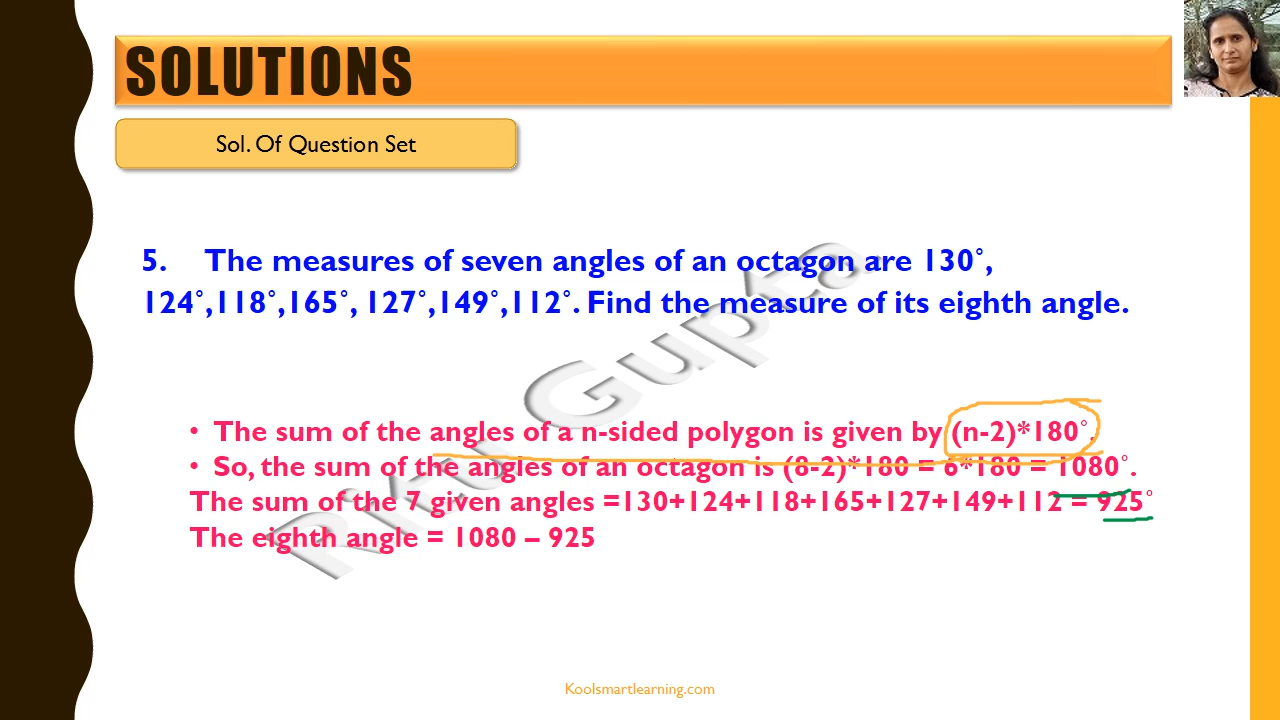 SOLUTIONS
Sol. Of Question Set
5. The measures of seven angles of an octagon are 130˚,
124˚,118˚,165˚, 127˚,149˚,112˚. Find the measure of its eighth angle.
• The sum of the angles of a n-sided polygon is given by (n-2)*180˚.
• So, the sum of the angles of an octagon is (8-2)*180 = 6*180 = 1080˚.
The sum of the 7 given angles =130+124+118+165+127+149+112 = 925˚
The eighth angle = 1080 – 925
Ritu Gupta
Koolsmartlearning.com